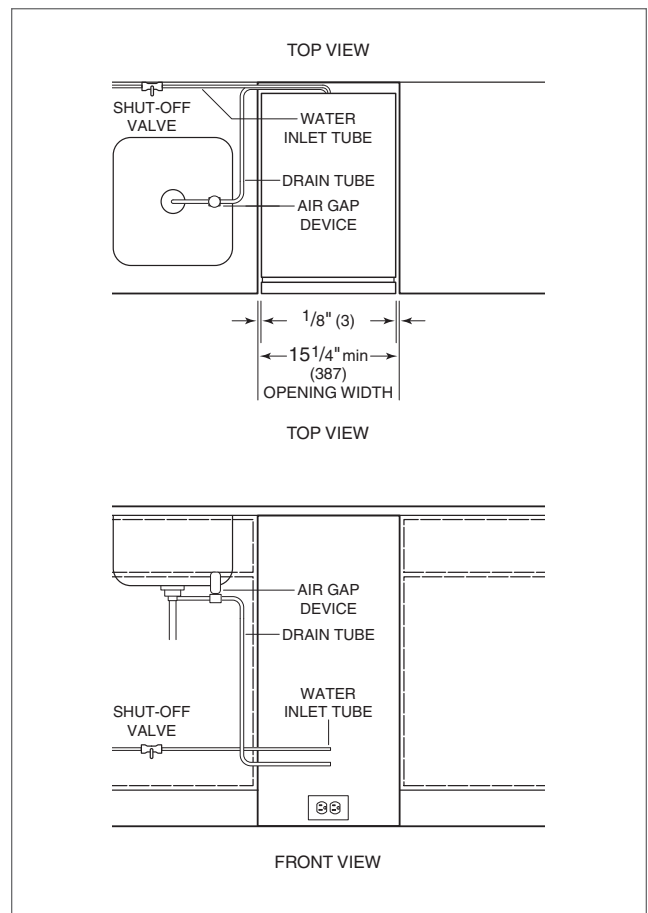 TOP VIEW
SHUT-OFF
VALVE
WATER
INLET TUBE
DRAIN TUBE
AIR GAP
DEVICE
1/8" (3)
15 1/4" min
(387)
OPENING WIDTH
TOP VIEW
AIR GAP
DEVICE
DRAIN TUBE
WATER
INLET TUBE
SHUT-OFF
VALVE
FRONT VIEW